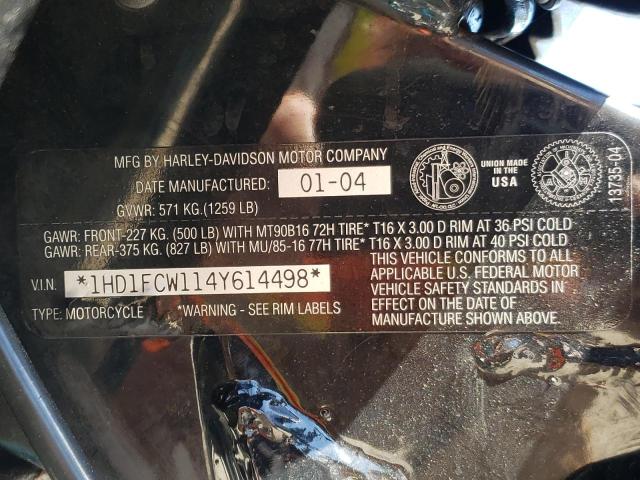 MFG BY HARLEY-DAVIDSON MOTOR COMPANY
DATE MANUFACTURED: 01-04
GVWR: 571 KG.(1259 LB)
UNION MADE
IN THE
USA
13735-04
GAWR: FRONT-227 KG. (500 LB) WITH MT90B16 72H TIRE* T16 X 3.00 D RIM AT 36 PSI COLD
GAWR: REAR-375 KG. (827 LB) WITH MU/85-16 77H TIRE* T16 X 3.00 D RIM AT 40 PSI COLD
V.I.N. *1HD1FCW114Y614498*
TYPE: MOTORCYCLE *WARNING - SEE RIM LABELS
THIS VEHICLE CONFORMS TO ALL
APPLICABLE U.S. FEDERAL MOTOR
VEHICLE SAFETY STANDARDS IN
EFFECT ON THE DATE OF
MANUFACTURE SHOWN ABOVE.